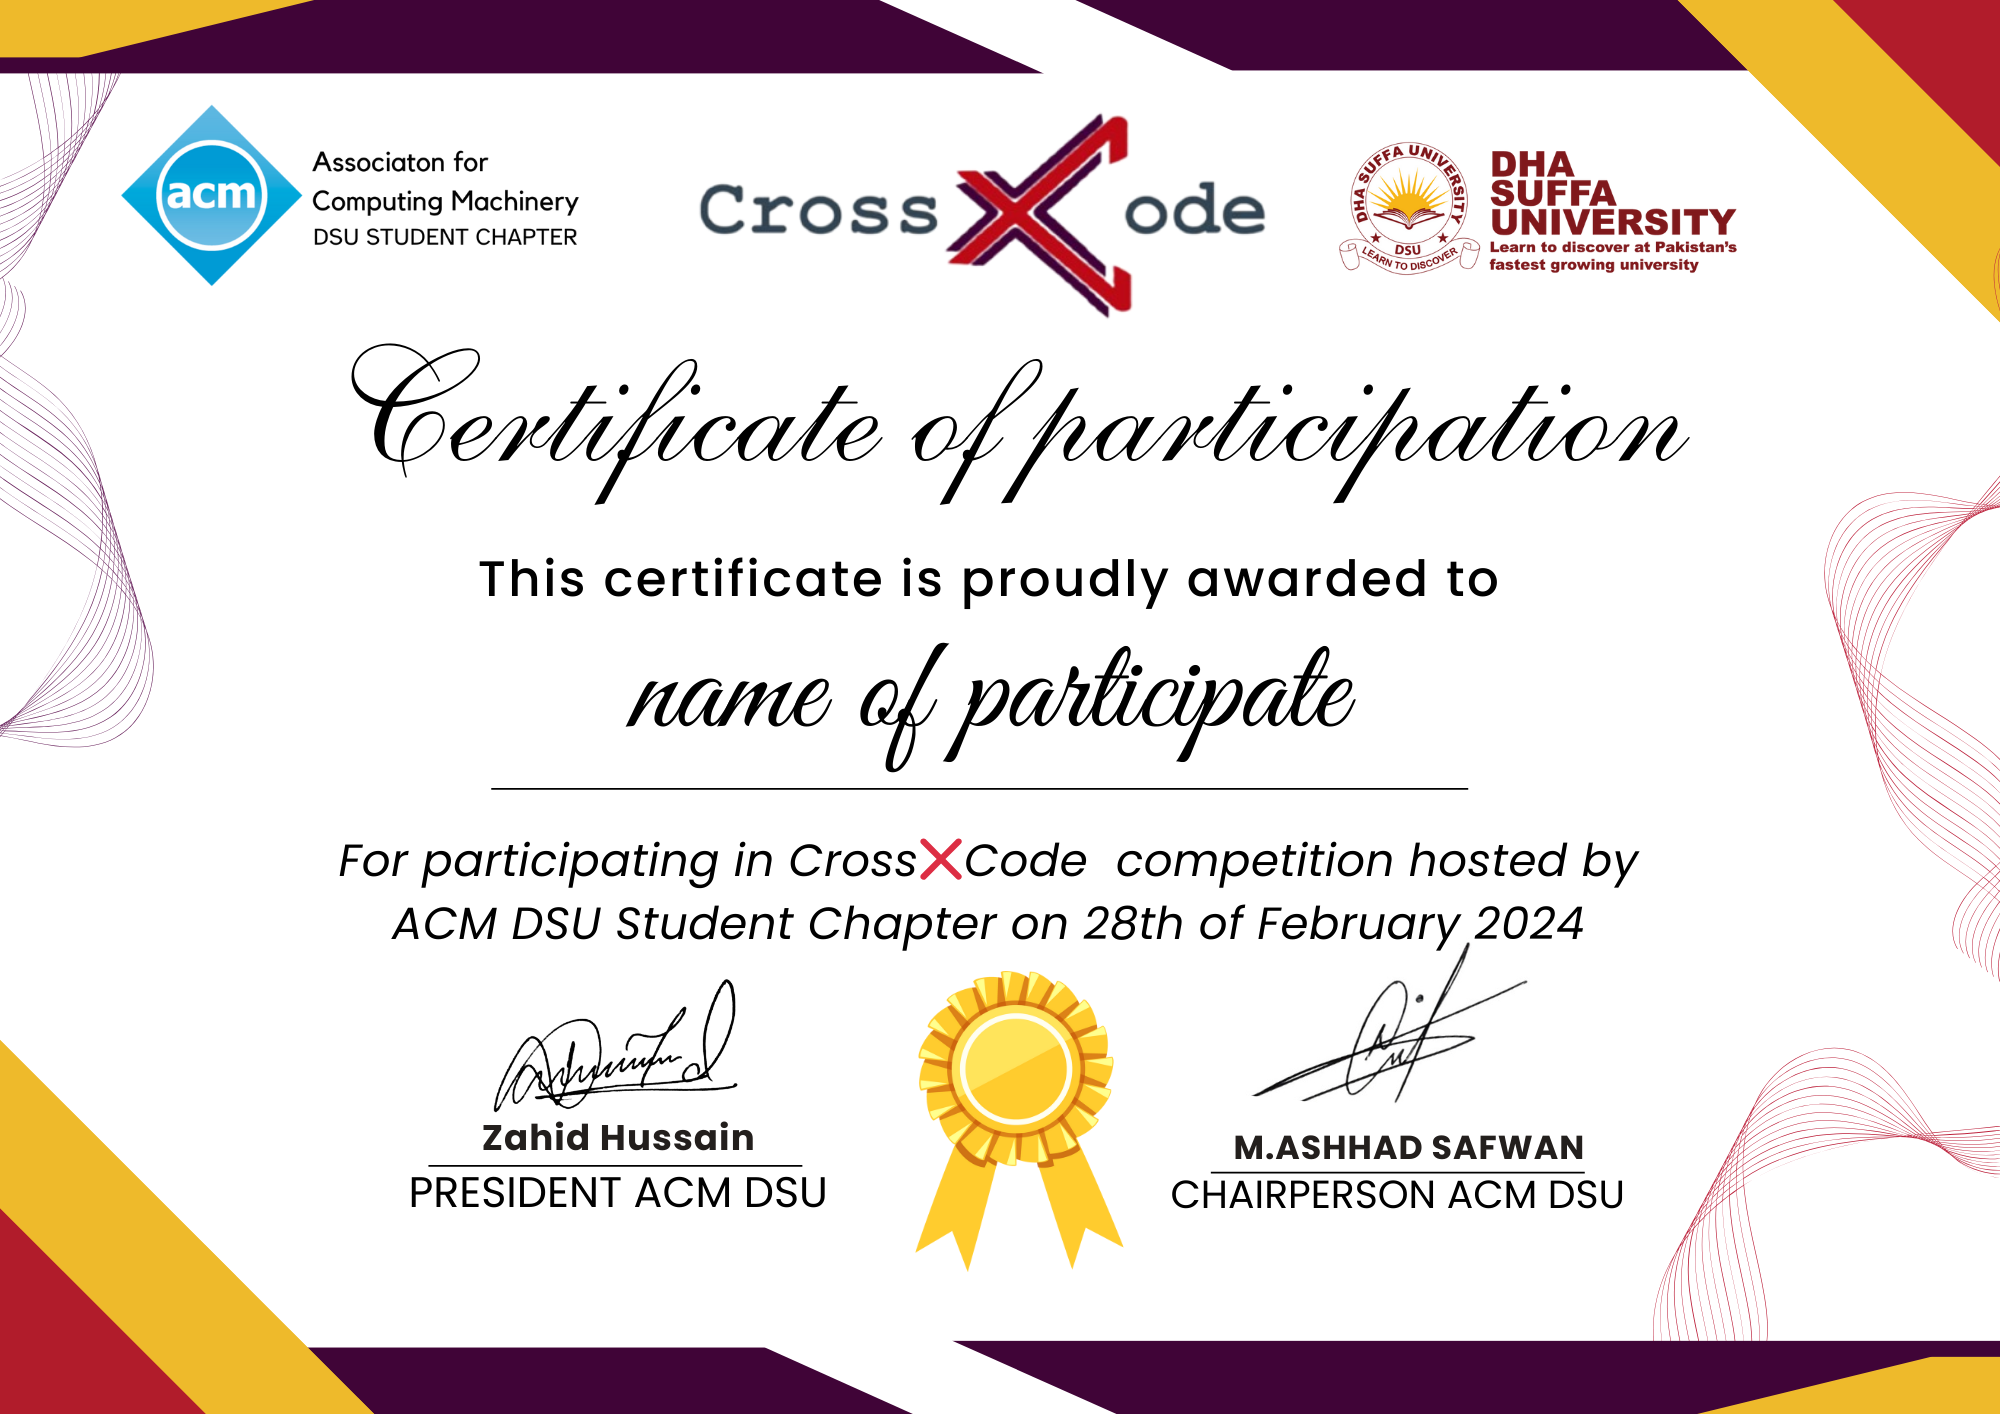 acm
Associaton for
Computing Machinery
DSU STUDENT CHAPTER
Cross ode
DHA SUFFA UNIVERSITY
DSU
LEARN TO DISCOVER
DHA
SUFFA
UNIVERSITY
Learn to discover at Pakistan's
fastest growing university
Certificate of participation
This certificate is proudly awarded to
name of participate
For participating in Cross❌Code competition hosted by
ACM DSU Student Chapter on 28th of February 2024
Zahid Hussain
PRESIDENT ACM DSU
M.ASHHAD SAFWAN
CHAIRPERSON ACM DSU